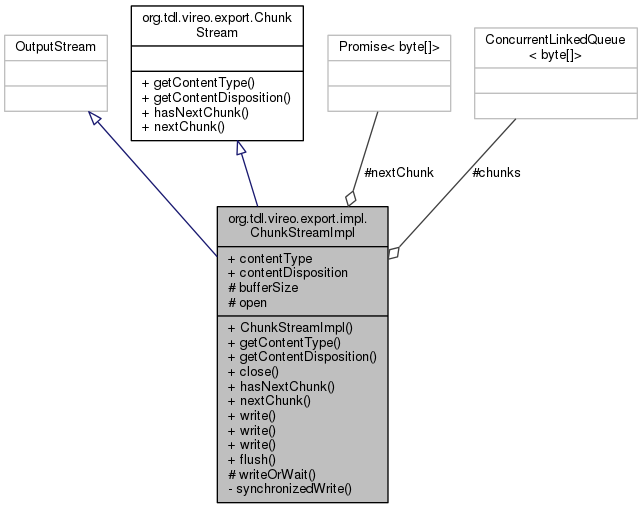 OutputStream
org.tdl.vireo.export.Chunk
Stream
+ getContentType()
+ getContentDisposition()
+ hasNextChunk()
+ nextChunk()
Promise< byte[]>
ConcurrentLinkedQueue
< byte[]>
#nextChunk
#chunks
org.tdl.vireo.export.impl.
ChunkStreamImpl
+ contentType
+ contentDisposition
# bufferSize
# open
+ ChunkStreamImpl()
+ getContentType()
+ getContentDisposition()
+ close()
+ hasNextChunk()
+ nextChunk()
+ write()
+ write()
+ write()
+ flush()
# writeOrWait()
- synchronizedWrite()